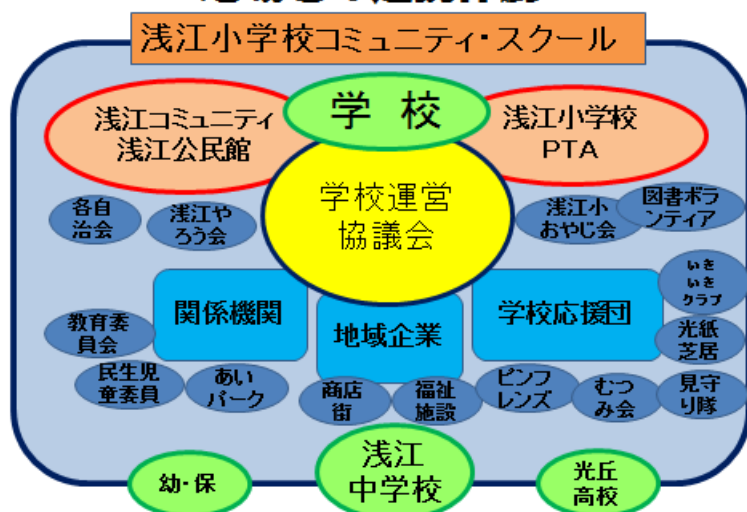 浅江小学校コミュニティ・スクール
学 校
浅江コミュニティ
浅江公民館
浅江小学校
PTA
学校運営
協議会
各自
治会
浅江や
ろう会
浅江小
おやじ会
図書ボラ
ンティア
関係機関
地域企業
学校応援団
いき
いき
クラブ
光紙
芝居
教育委
員会
民生児
童委員
あい
パーク
商店
街
福祉
施設
ピンフ
レンズ
むつ
み会
見守
り隊
幼・保
浅江
中学校
光丘
高校